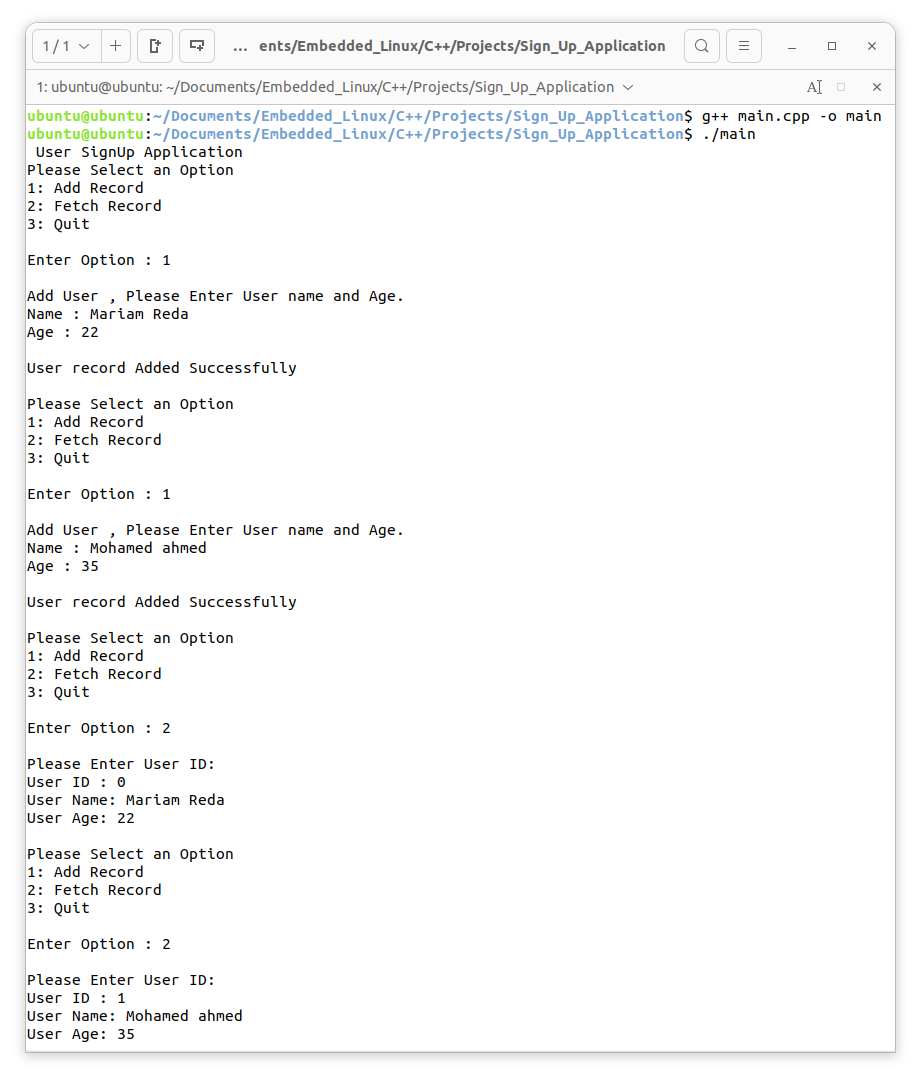 1 / 1
... ents/Embedded_Linux/C++/Projects/Sign_Up_Application
1: ubuntu@ubuntu: ~/Documents/Embedded_Linux/C++/Projects/Sign_Up_Application
ubuntu@ubuntu:~/Documents/Embedded_Linux/C++/Projects/Sign_Up_Application$ g++ main.cpp -o main
ubuntu@ubuntu:~/Documents/Embedded_Linux/C++/Projects/Sign_Up_Application$ ./main
 User SignUp Application
Please Select an Option
1: Add Record
2: Fetch Record
3: Quit

Enter Option : 1

Add User , Please Enter User name and Age.
Name : Mariam Reda
Age : 22

User record Added Successfully

Please Select an Option
1: Add Record
2: Fetch Record
3: Quit

Enter Option : 1

Add User , Please Enter User name and Age.
Name : Mohamed ahmed
Age : 35

User record Added Successfully

Please Select an Option
1: Add Record
2: Fetch Record
3: Quit

Enter Option : 2

Please Enter User ID:
User ID : 0
User Name: Mariam Reda
User Age: 22

Please Select an Option
1: Add Record
2: Fetch Record
3: Quit

Enter Option : 2

Please Enter User ID:
User ID : 1
User Name: Mohamed ahmed
User Age: 35